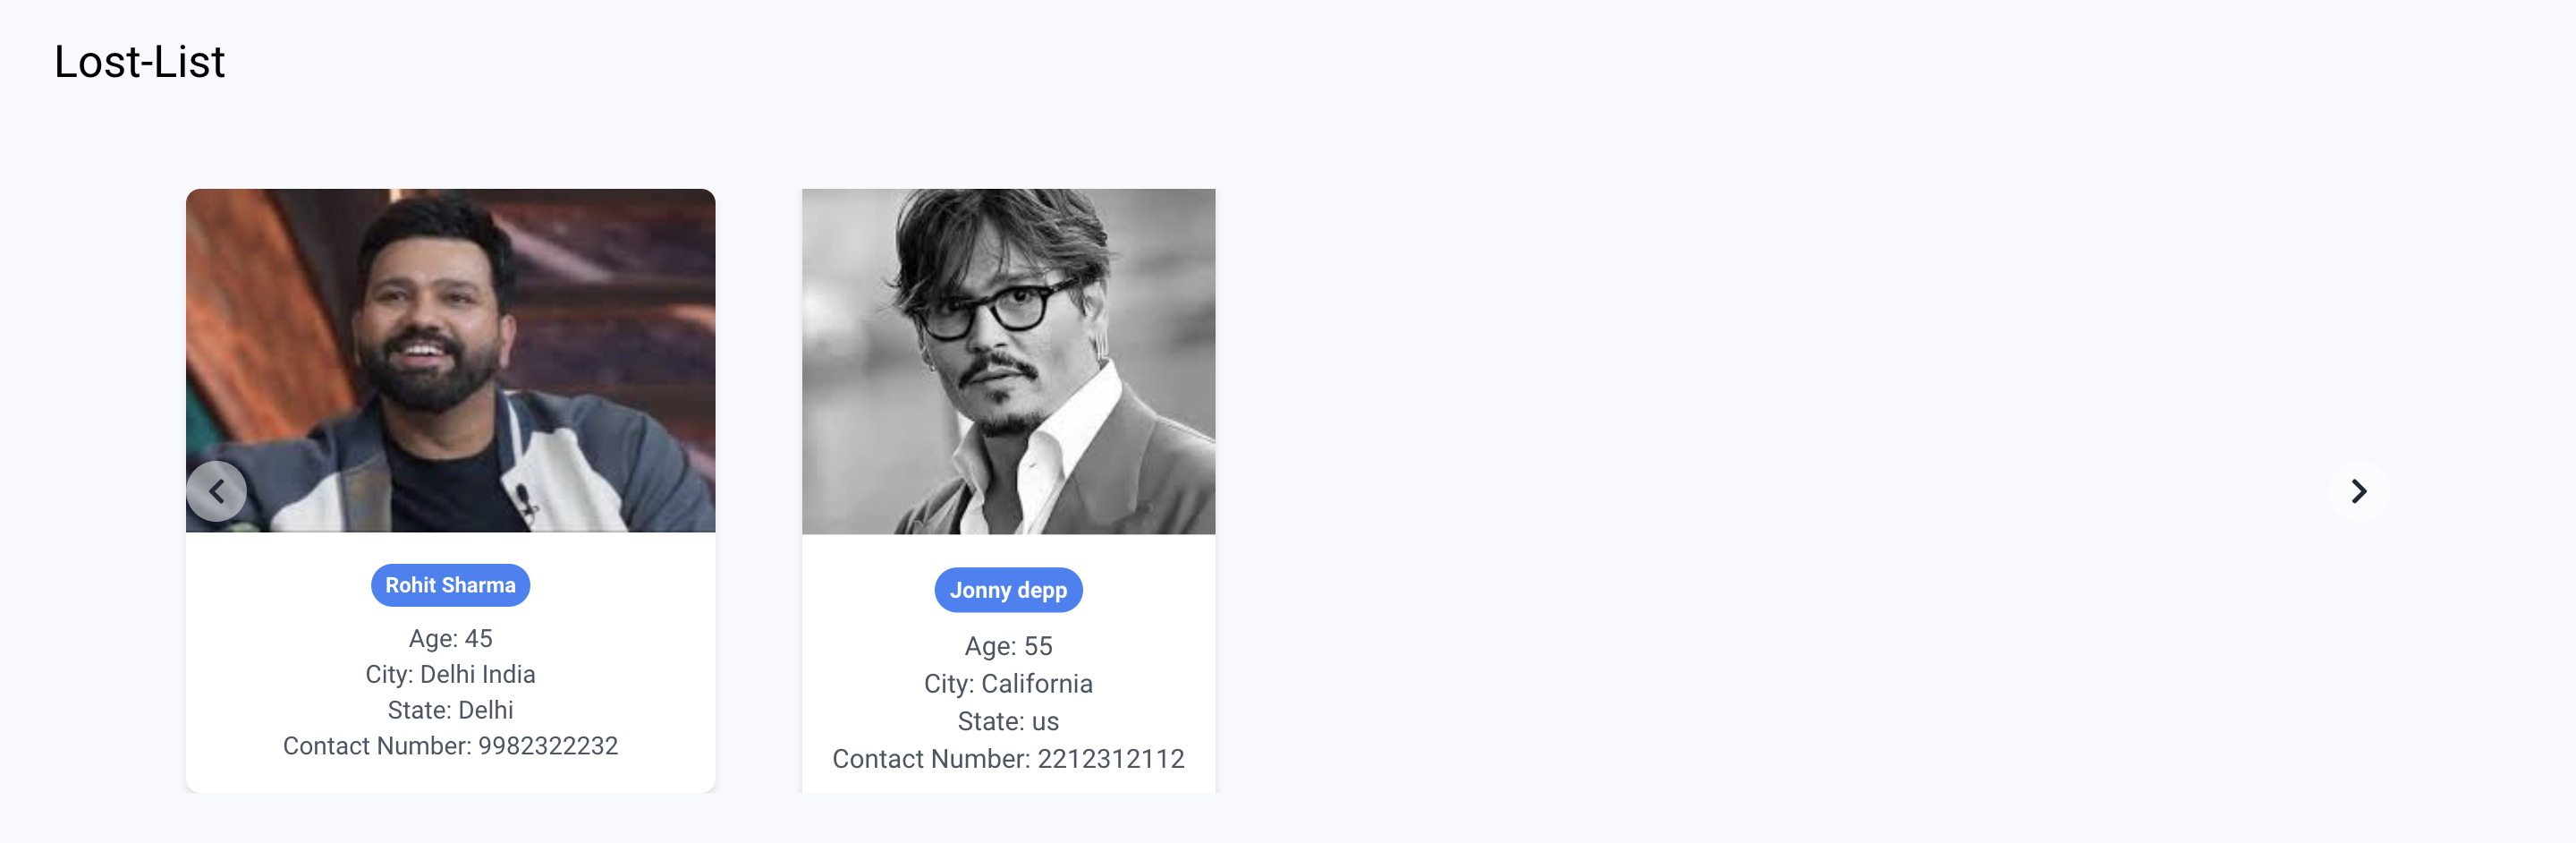 Lost-List
Rohit Sharma
Age: 45
City: Delhi India
State: Delhi
Contact Number: 9982322232
Jonny depp
Age: 55
City: California
State: us
Contact Number: 2212312112